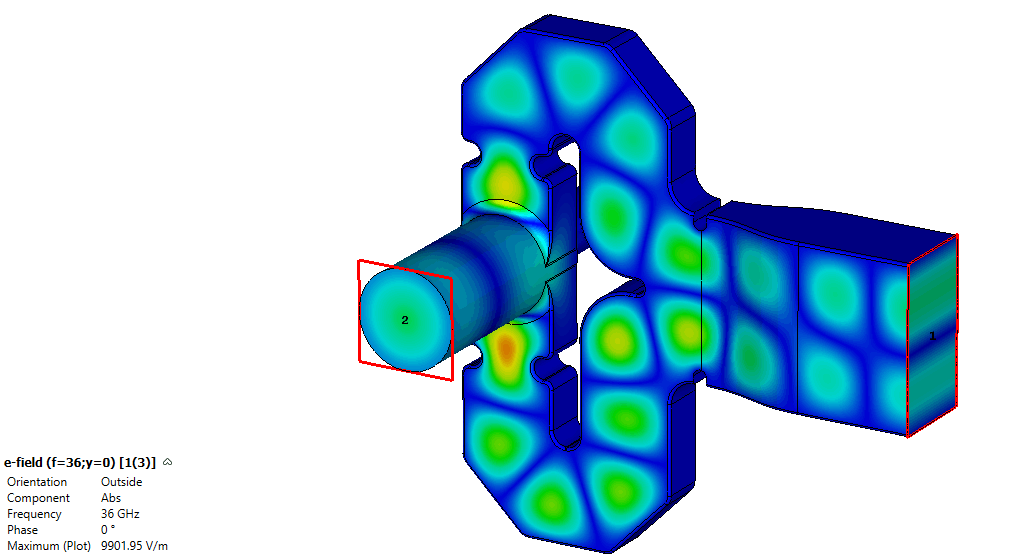 2
1
e-field (f=36;y=0) [1(3)]
Orientation Outside
Component Abs
Frequency 36 GHz
Phase 0 °
Maximum (Plot) 9901.95 V/m